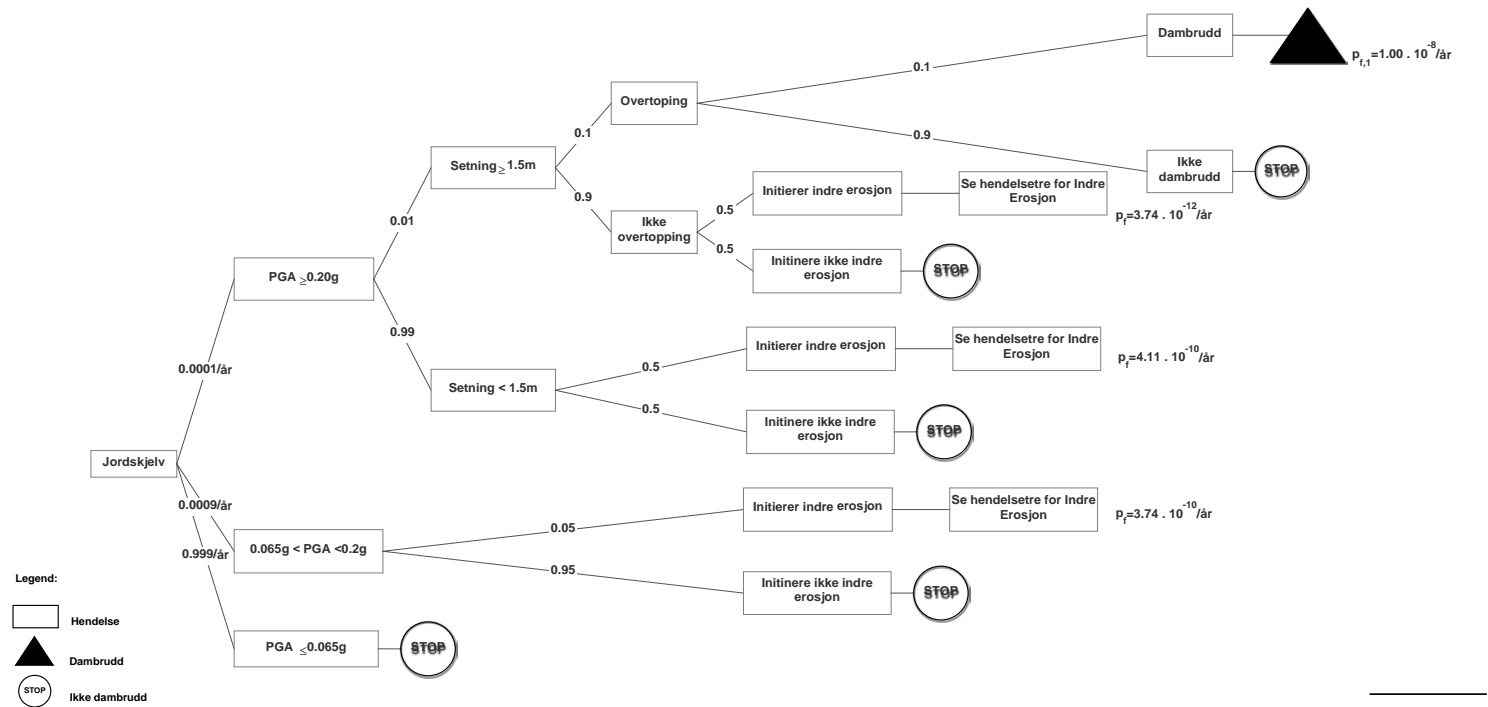 Dambrudd
p_f,1=1.00 . 10^-8/år
0.1
Overtoping
0.1
0.9
Setning ≥ 1.5m
Ikke
dambrudd
STOP
0.9
Initierer indre erosjon
Se hendelsetre for Indre
Erosjon
p_f=3.74 . 10^-12/år
0.5
0.01
Ikke
overtopping
0.5
Initinere ikke indre
erosjon
STOP
PGA ≥0.20g
0.99
Initierer indre erosjon
Se hendelsetre for Indre
Erosjon
p_f=4.11 . 10^-10/år
0.0001/år
0.5
Setning < 1.5m
0.5
Initinere ikke indre
erosjon
STOP
Jordskjelv
0.0009/år
Initierer indre erosjon
Se hendelsetre for Indre
Erosjon
p_f=3.74 . 10^-10/år
0.05
0.999/år
0.065g < PGA <0.2g
0.95
Initinere ikke indre
erosjon
STOP
PGA ≤0.065g
STOP
Legend:
Hendelse
Dambrudd
STOP
Ikke dambrudd